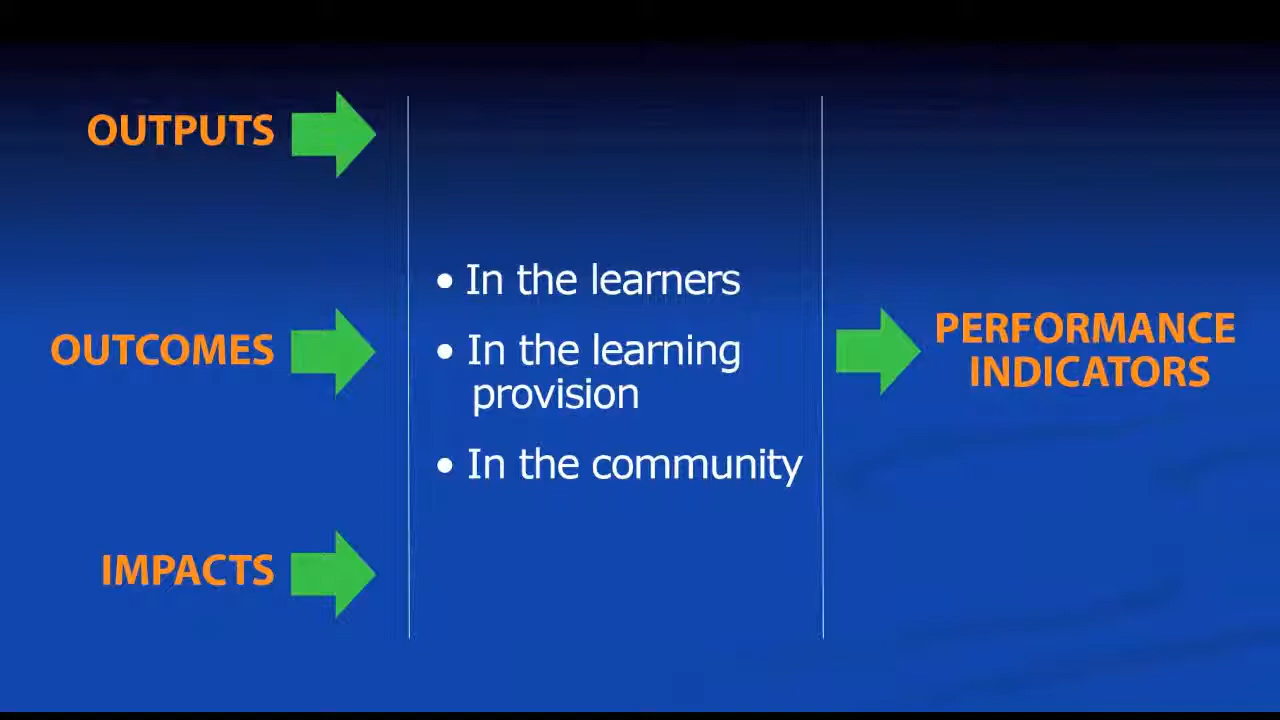 OUTPUTS
OUTCOMES
IMPACTS
• In the learners
• In the learning
provision
• In the community
PERFORMANCE
INDICATORS